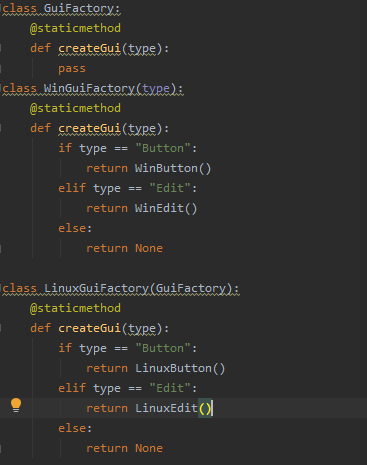 class GuiFactory:
    @staticmethod
    def createGui(type):
        pass
class WinGuiFactory(type):
    @staticmethod
    def createGui(type):
        if type == "Button":
            return WinButton()
        elif type == "Edit":
            return WinEdit()
        else:
            return None
class LinuxGuiFactory(GuiFactory):
    @staticmethod
    def createGui(type):
        if type == "Button":
            return LinuxButton()
        elif type == "Edit":
            return LinuxEdit()
        else:
            return None